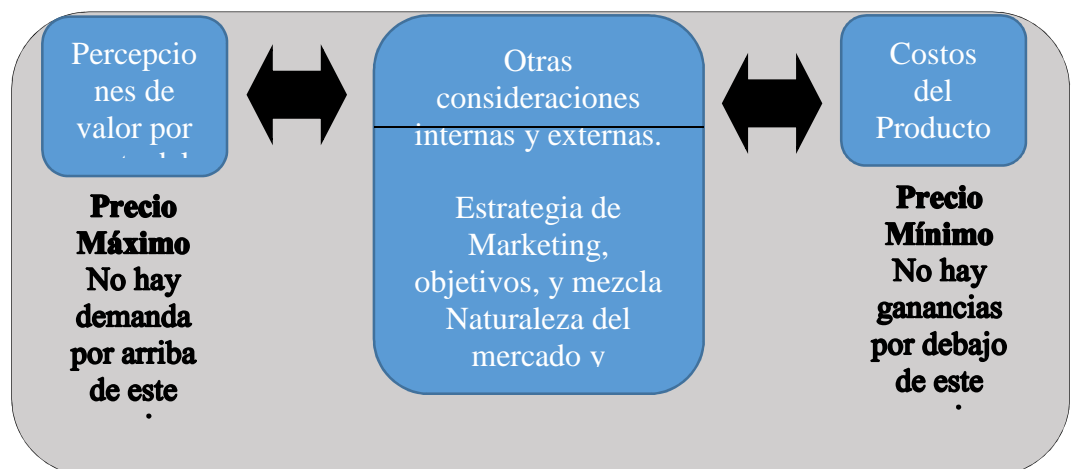 Percepcio
nes de
valor por
Precio
Máximo
No hay
demanda
por arriba
de este
Otras
consideraciones
internas y externas.
Estrategia de
Marketing,
objetivos, y mezcla
Naturaleza del
mercado y
Costos
del
Producto
Precio
Mínimo
No hay
ganancias
por debajo
de este